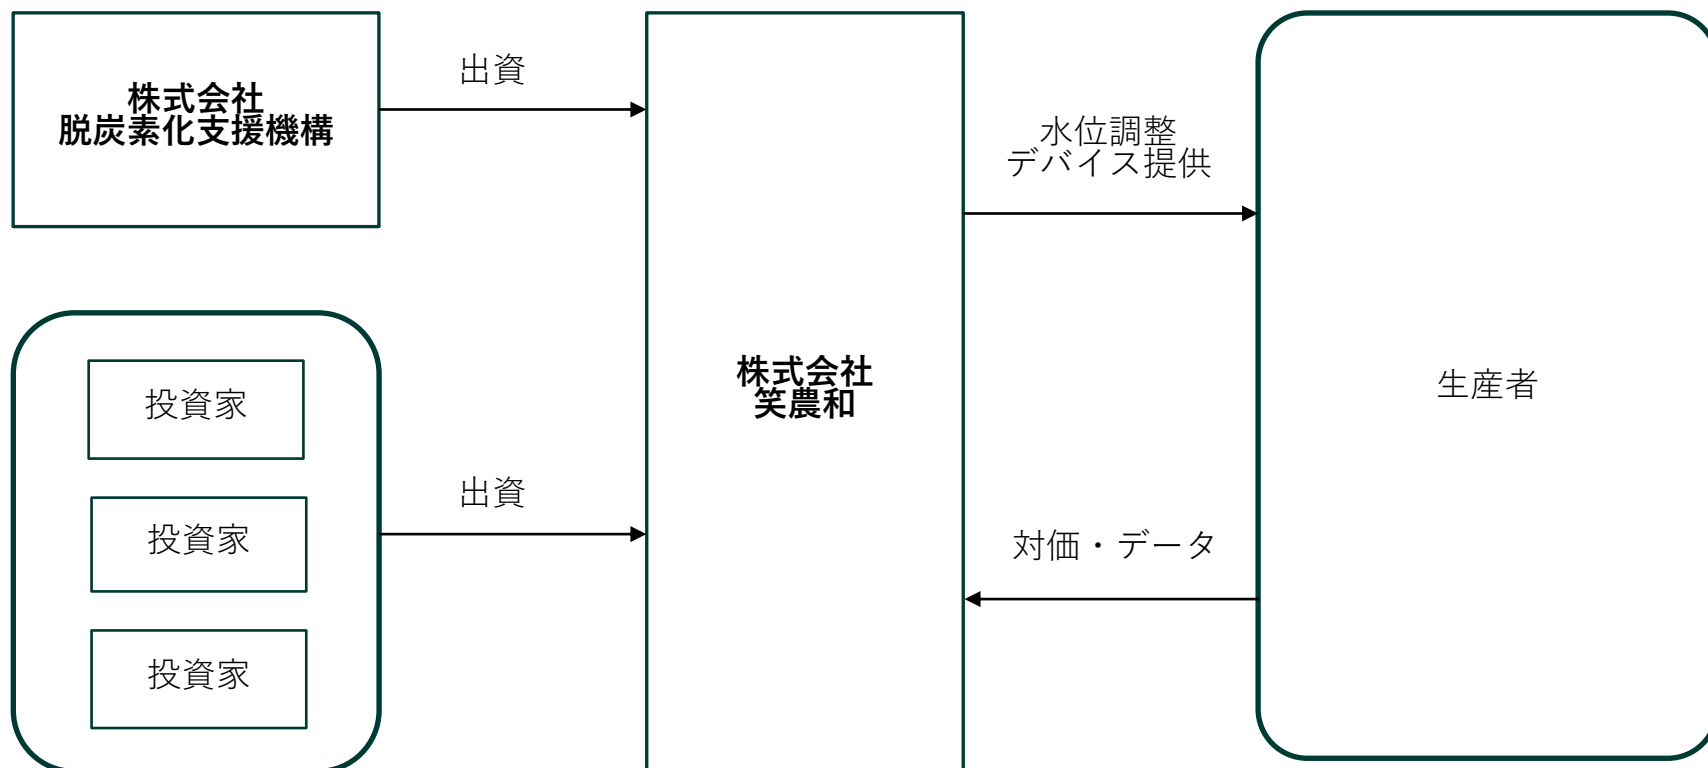 株式会社
脱炭素化支援機構
出資
投資家
投資家
投資家
出資
株式会社
笑農和
水位調整
デバイス提供
対価・データ
生産者